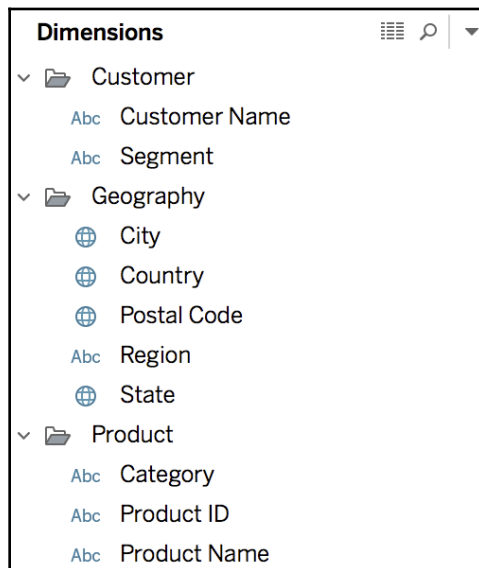 Dimensions
Customer
Abc Customer Name
Abc Segment
Geography
City
Country
Postal Code
Abc Region
State
Product
Abc Category
Abc Product ID
Abc Product Name